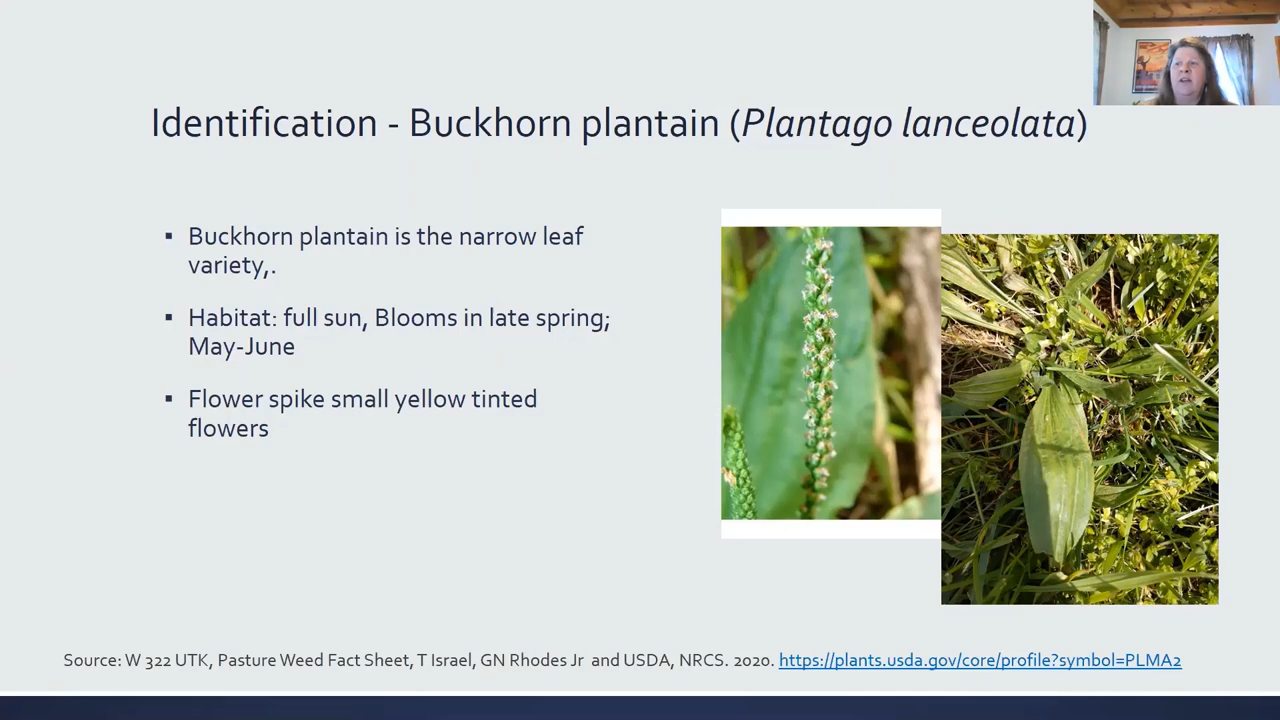 Identification - Buckhorn plantain (Plantago lanceolata)
▪ Buckhorn plantain is the narrow leaf
variety,.
▪ Habitat: full sun, Blooms in late spring;
May-June
▪ Flower spike small yellow tinted
flowers
Source: W 322 UTK, Pasture Weed Fact Sheet, T Israel, GN Rhodes Jr and USDA, NRCS. 2020. https://plants.usda.gov/core/profile?symbol=PLMA2